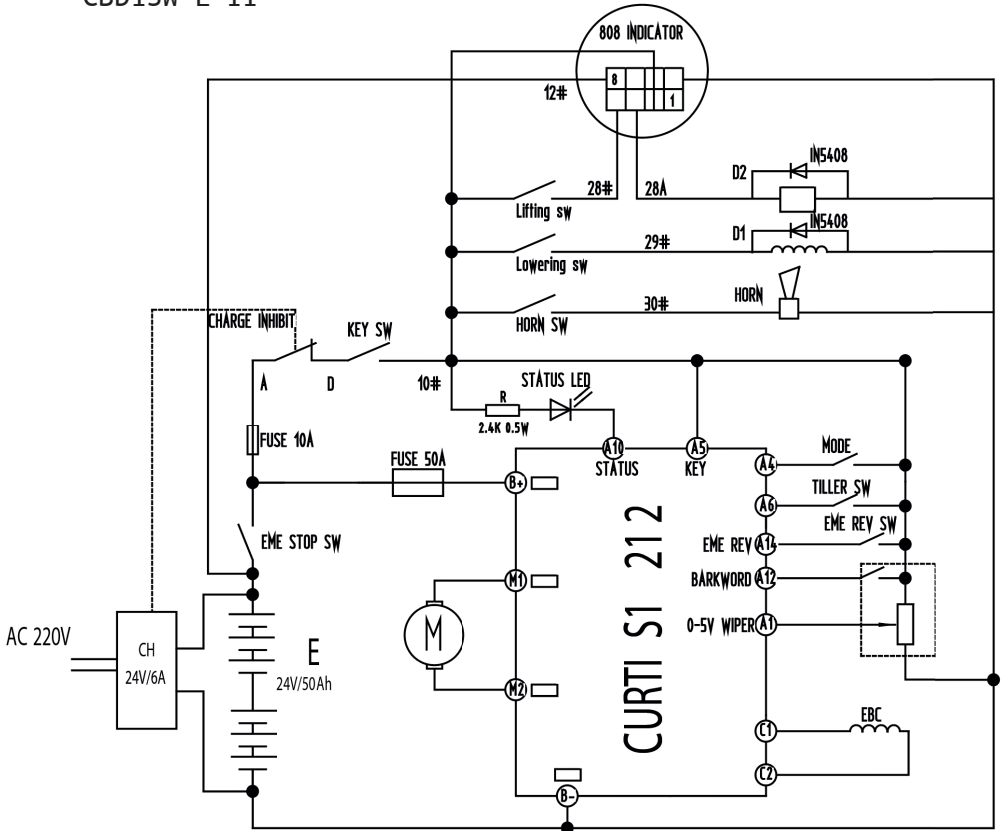 CBD15W-E-11
808 INDICATOR
8
1
12#
IN5408
D2
28#
28A
Lifting sw
IN5408
D1
29#
Lowering sw
HORN
30#
HORN SW
CHARGE INHIBIT
KEY SW
A
D
10#
STATUS LED
R
2.4K 0.5W
FUSE 10A
FUSE 50A
A10
STATUS
A5
KEY
A4
MODE
B+
A6
TILLER SW
EME STOP SW
EME REV
A14
EME REV SW
M1
BARKWORD
A12
CURTI S1 212
0-5V WIPER
A1
AC 220V
CH
24V/6A
E
24V/50Ah
M
M2
C1
EBC
C2
B-